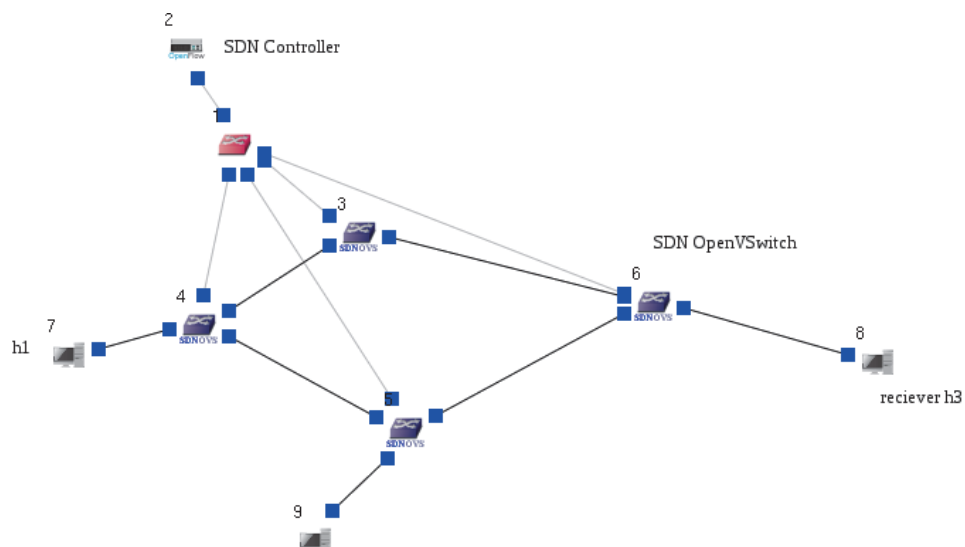 2
SDN Controller
OpenFlow
1
3
SDNOVS
SDN OpenVSwitch
6
SDNOVS
4
SDNOVS
7
h1
8
reciever h3
5
SDNOVS
9